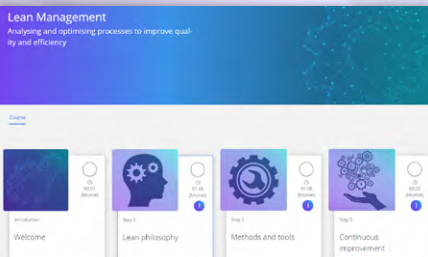 Lean Management
Analysing and optimising processes to improve qual-
ity and efficiency
Course
Introduction
Welcome
Step 1
Lean philosophy
Step 2
Methods and tools
Step 3
Continuous
improvement